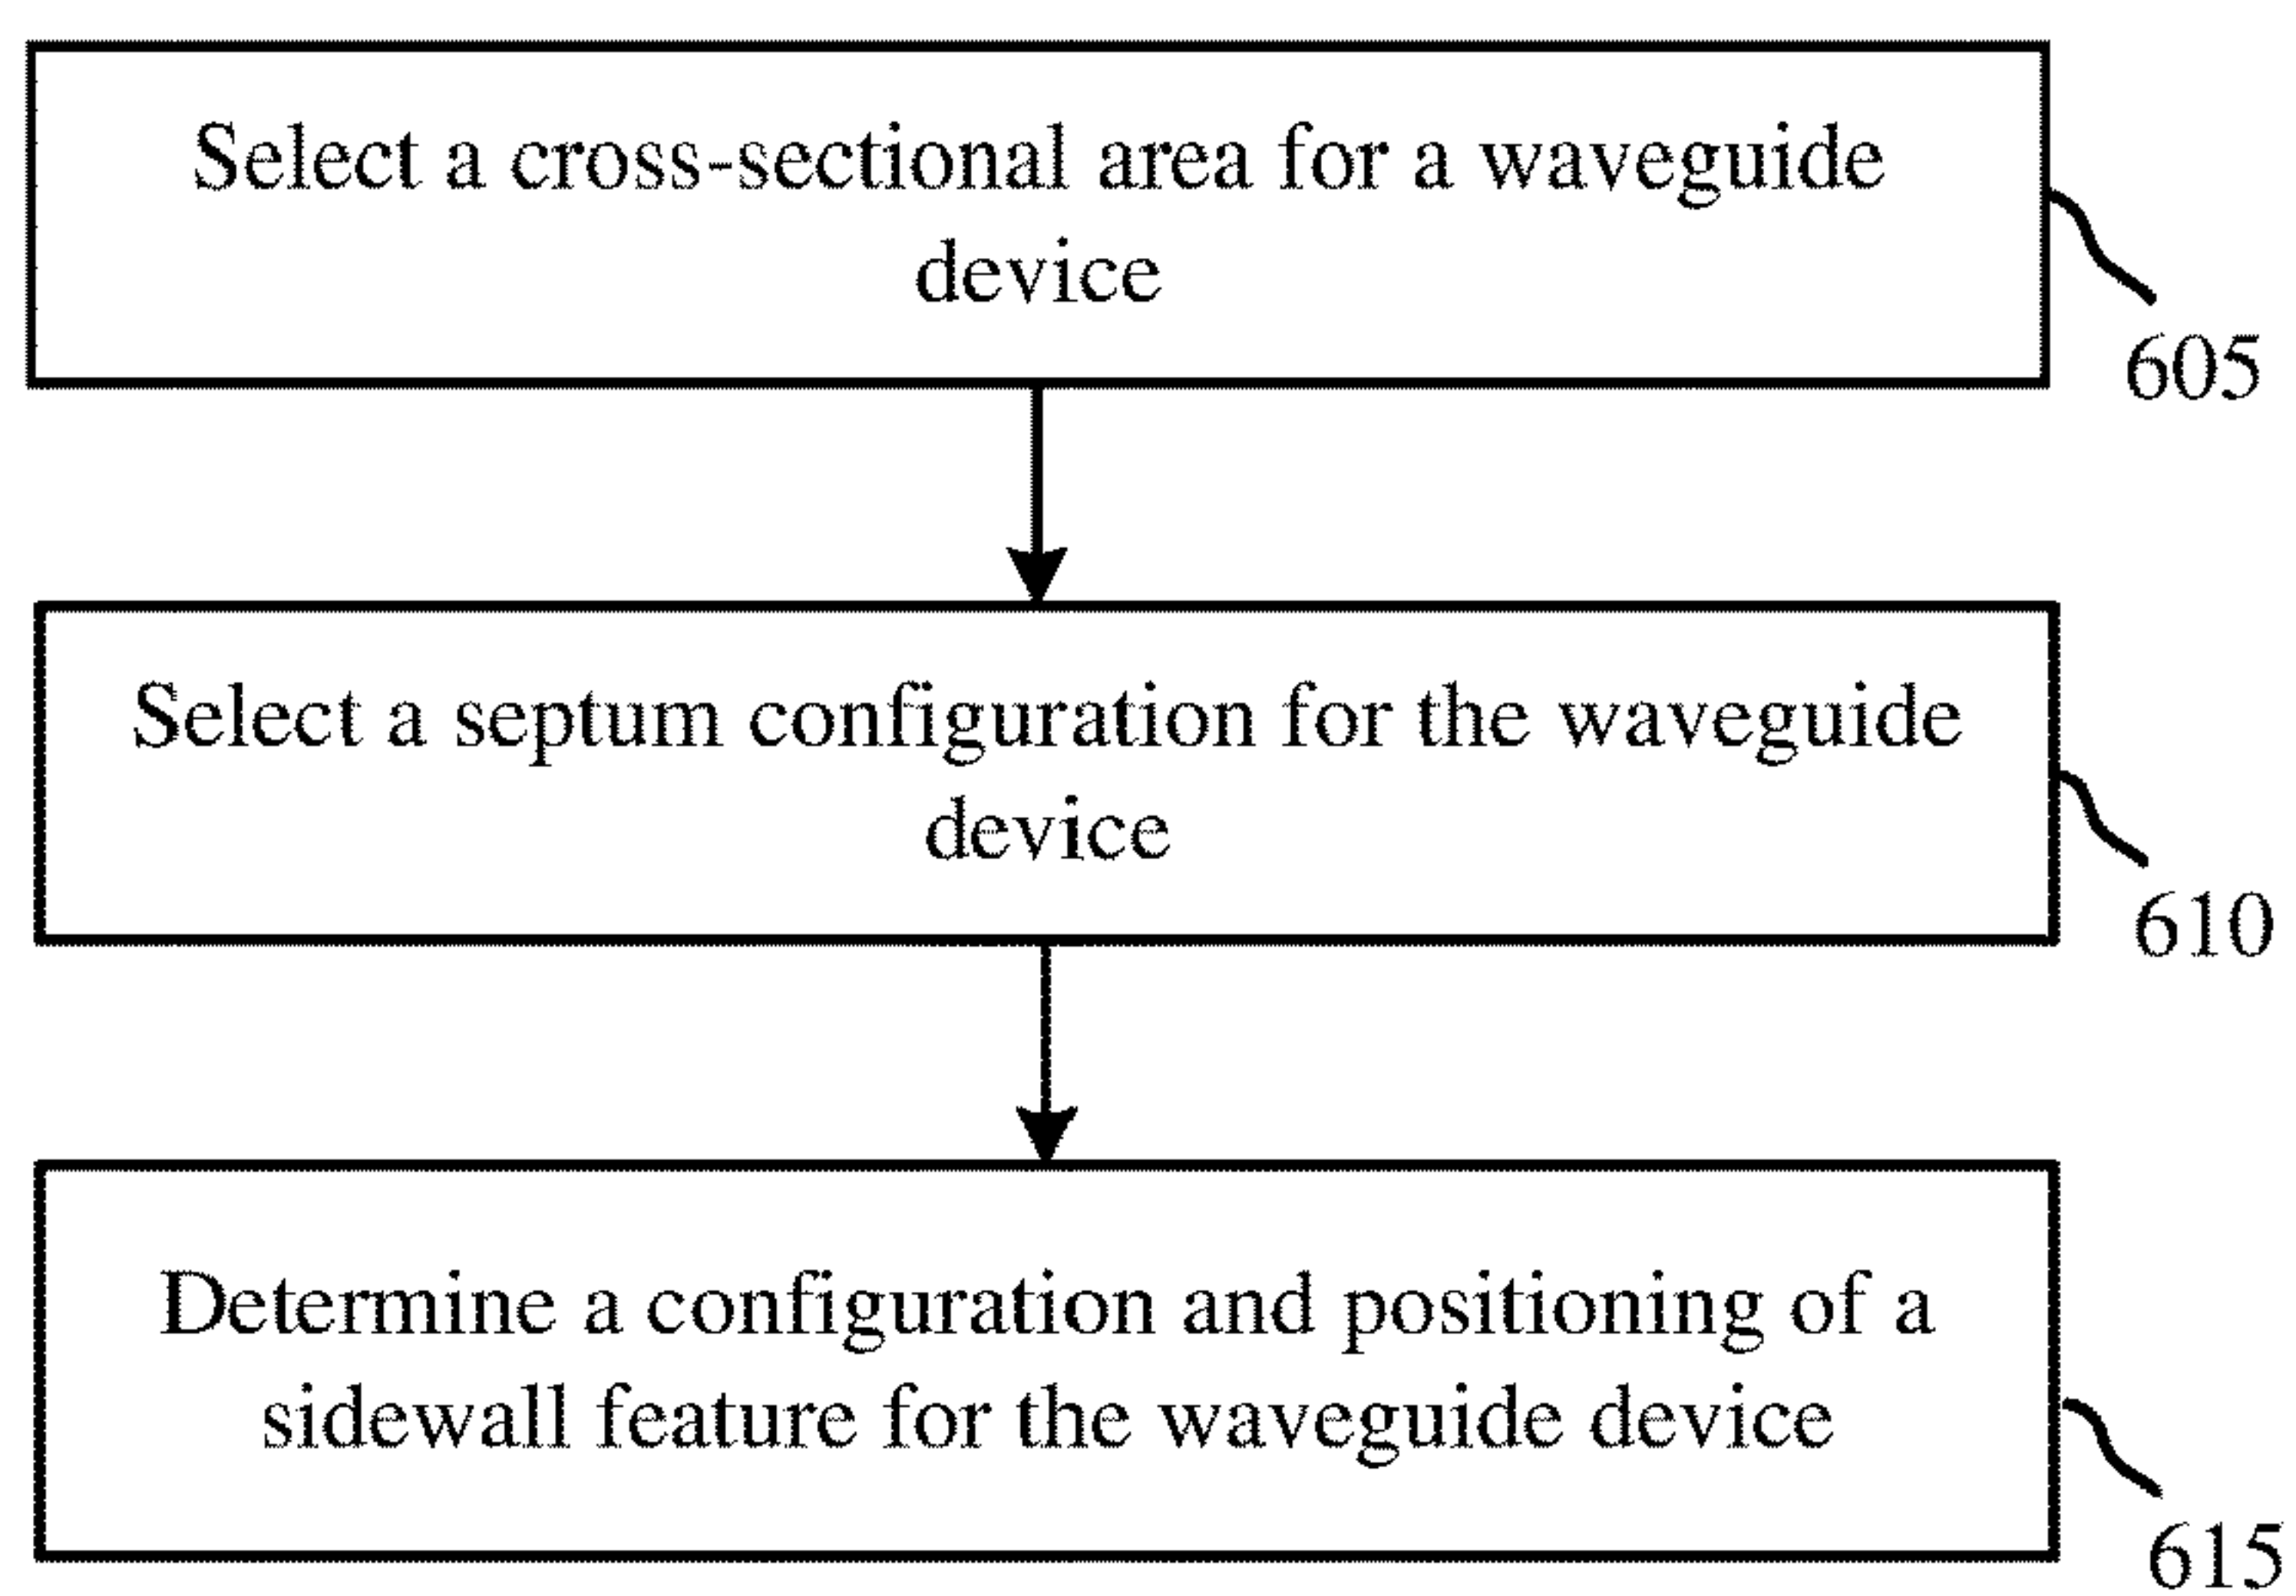 Select a cross-sectional area for a waveguide
device
605
Select a septum configuration for the waveguide
device
610
Determine a configuration and positioning of a
sidewall feature for the waveguide device
615